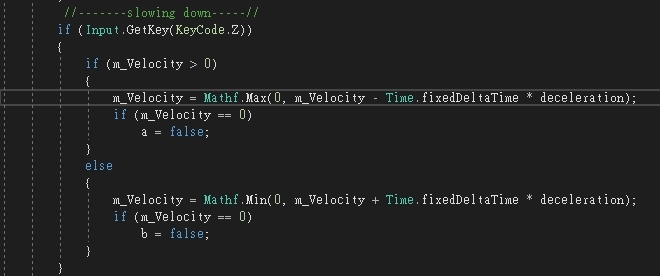 //-------slowing down-----//
if (Input.GetKey(KeyCode.Z))
{
if (m_Velocity > 0)
{
m_Velocity = Mathf.Max(0, m_Velocity - Time.fixedDeltaTime * deceleration);
if (m_Velocity == 0)
a = false;
}
else
{
m_Velocity = Mathf.Min(0, m_Velocity + Time.fixedDeltaTime * deceleration);
if (m_Velocity == 0)
b = false;
}
}